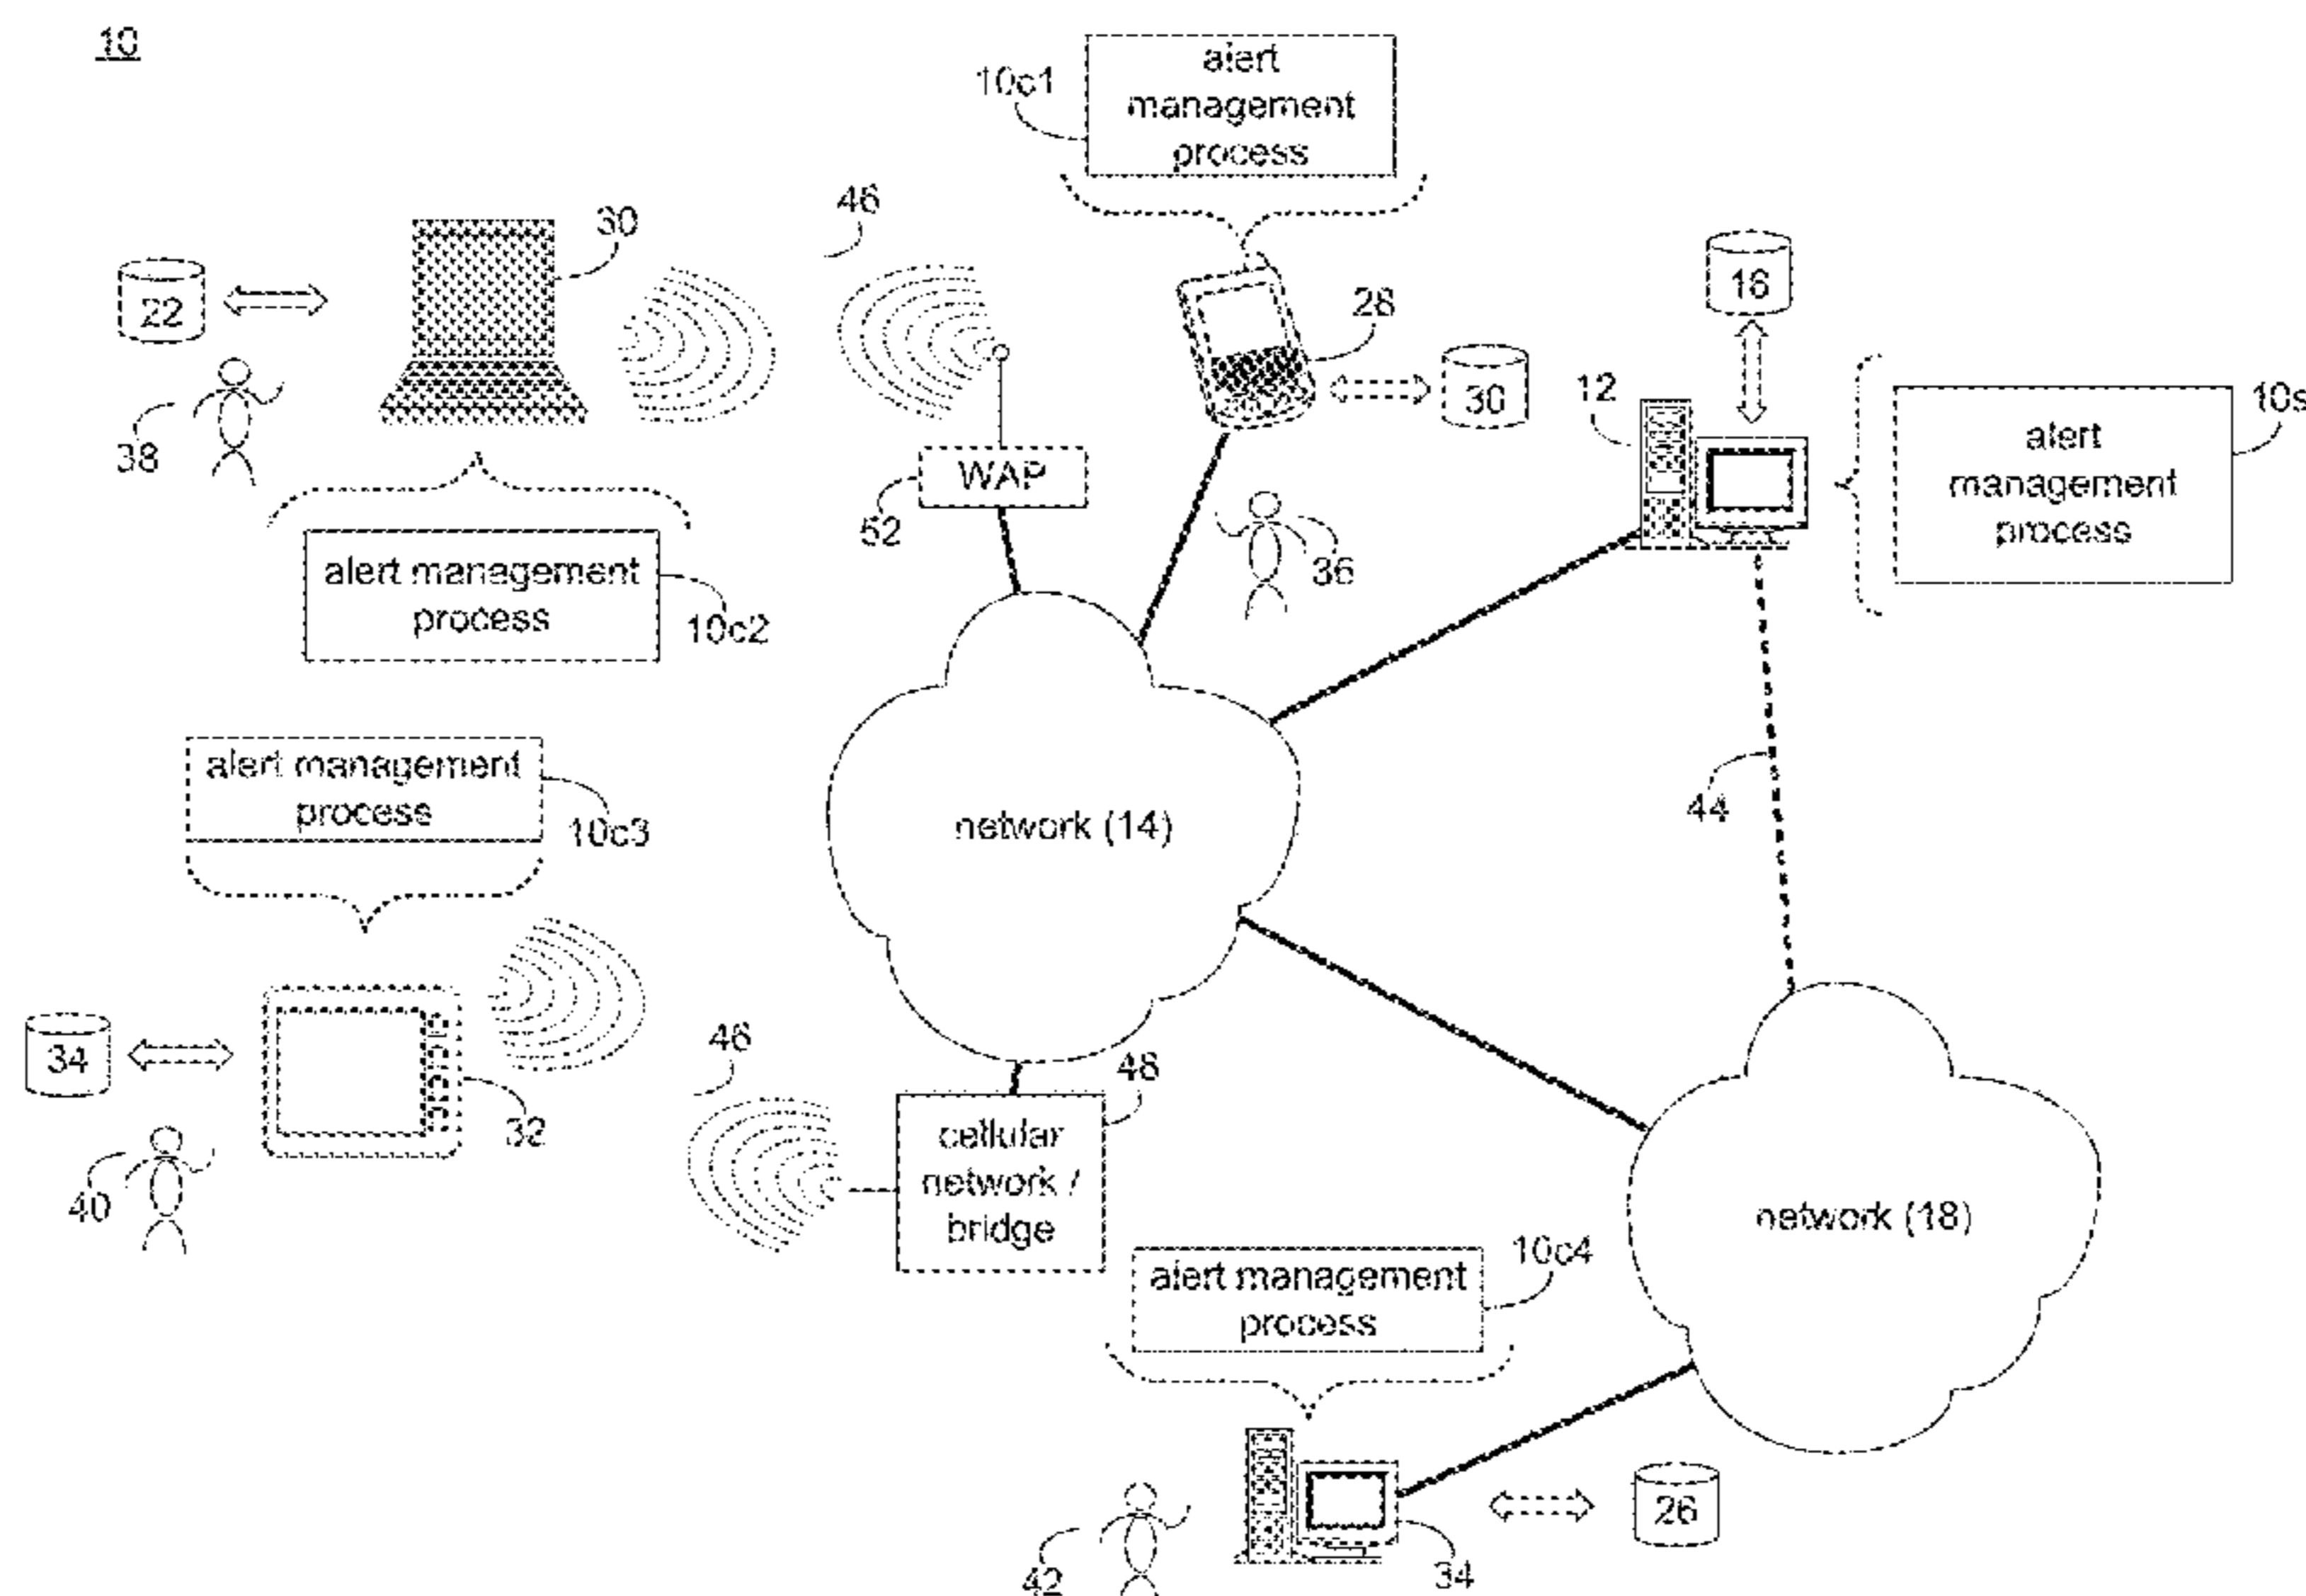 10
10c1
alert
management
process
46
30
22
38
28
30
16
12
10s
alert
management
process
WAP
52
36
alert management
process
10c2
alert management
process
10c3
network (14)
44
34
32
40
46
48
cellular
network /
bridge
network (18)
10c4
alert management
process
42
34
26